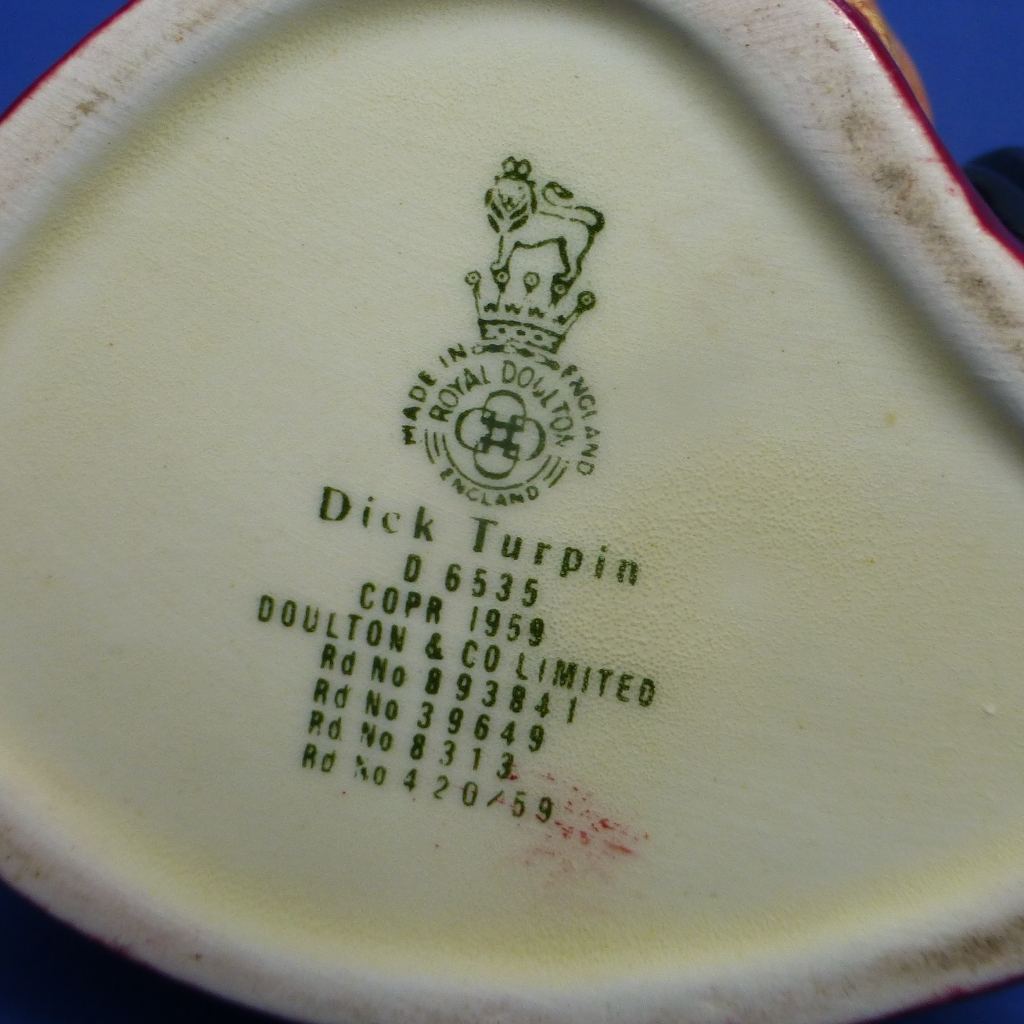 MADE IN ENGLAND
ROYAL DOULTON
ENGLAND
Dick Turpin
D 6535
COPR 1959
DOULTON & CO LIMITED
Rd No 893841
Rd No 39649
Rd No 8313
Rd No 420/59